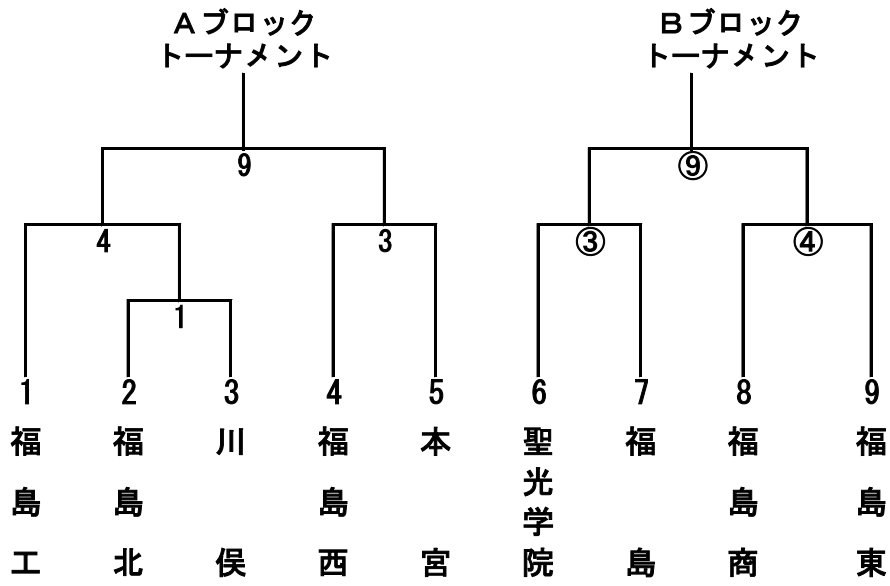 Aブロック
トーナメント
Bブロック
トーナメント
9
⑨
4
3
③
④
1
1
2
3
4
5
6
7
8
9
福島工
福島北
川俣
福島西
本宮
聖光学院
福島
福島商
福島東